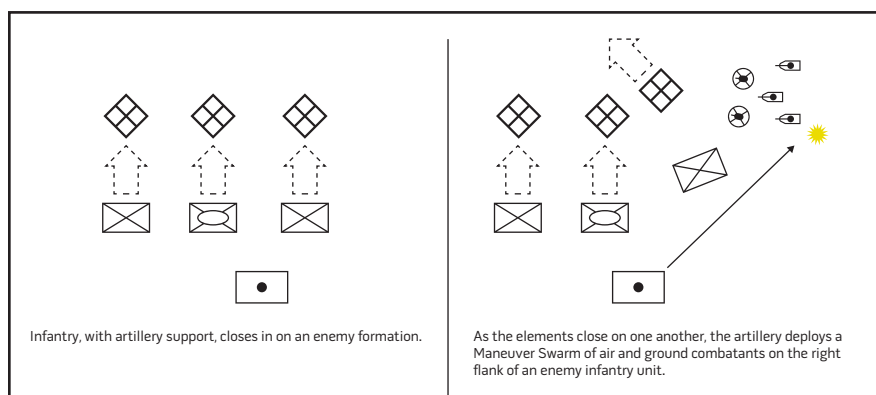 Infantry, with artillery support, closes in on an enemy formation.
As the elements close on one another, the artillery deploys a
Maneuver Swarm of air and ground combatants on the right
flank of an enemy infantry unit.